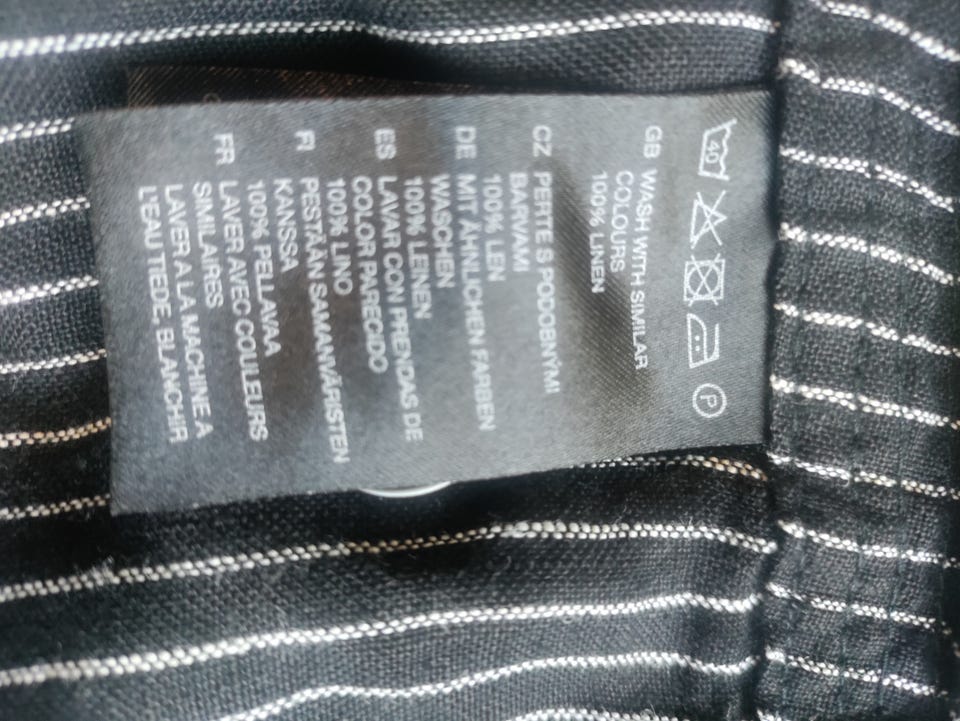 40
P
GB WASH WITH SIMILAR
COLOURS
100% LINEN
CZ PERTE S PODOBNÝMI
BARVAMI
100% LEN
DE MIT ÄHNLICHEN FARBEN
WASCHEN
100% LEINEN
ES LAVAR CON PRENDAS DE
COLOR PARECIDO
100% LINO
FI PESTÄÄN SAMANVÄRISTEN
KANSSA
100% PELLAVAA
FR LAVER AVEC COULEURS
SIMILAIRES
LAVER A LA MACHINE A
L'EAU TIEDE, BLANCHIR